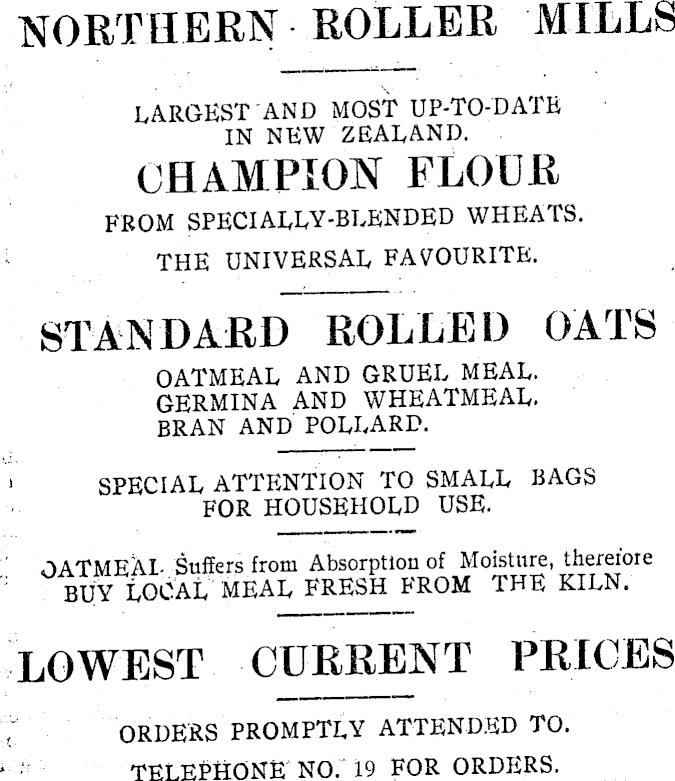 NORTHERN ROLLER MILLS
LARGEST AND MOST UP-TO-DATE
IN NEW ZEALAND.
CHAMPION FLOUR
FROM SPECIALLY-BLENDED WHEATS.
THE UNIVERSAL FAVOURITE.
STANDARD ROLLED OATS
OATMEAL AND GRUEL MEAL.
GERMINA AND WHEATMEAL.
BRAN AND POLLARD.
SPECIAL ATTENTION TO SMALL BAGS
FOR HOUSEHOLD USE.
OATMEAL Suffers from Absorption of Moisture, therefore
BUY LOCAL MEAL FRESH FROM THE KILN.
LOWEST CURRENT PRICES
ORDERS PROMPTLY ATTENDED TO.
TELEPHONE NO. 19 FOR ORDERS.